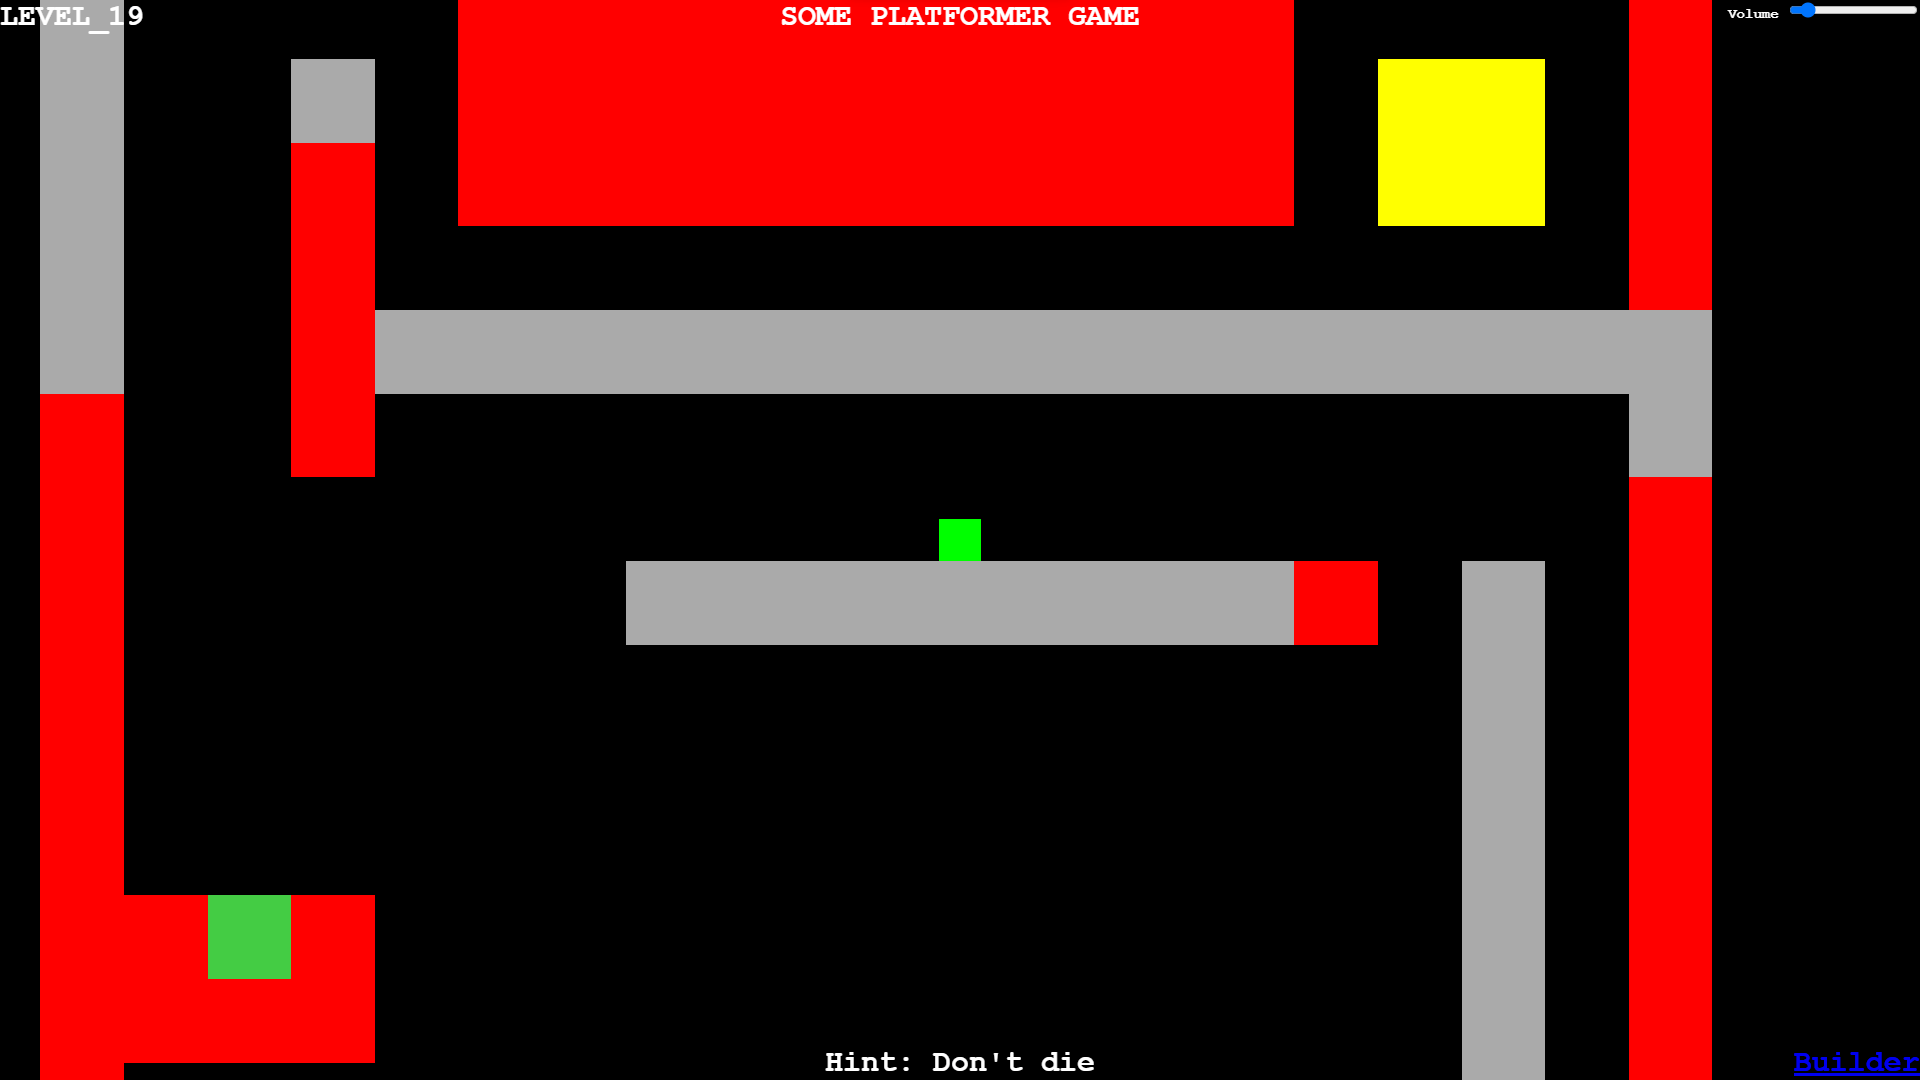 LEVEL_19
SOME PLATFORMER GAME
Volume
Hint: Don't die
Builder